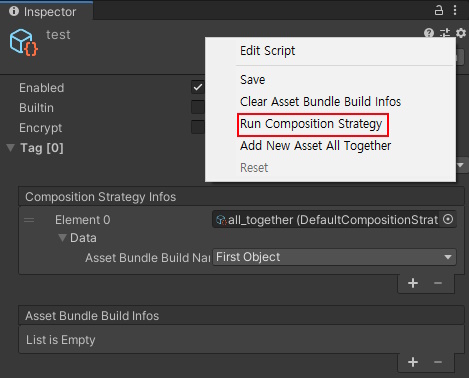 Inspector
test
Edit Script
Save
Clear Asset Bundle Build Infos
Run Composition Strategy
Add New Asset All Together
Reset
Enabled
Builtin
Encrypt
Tag [0]
Composition Strategy Infos
Element 0
all_together (DefaultCompositionStrat
Data
Asset Bundle Build Nar
First Object
Asset Bundle Build Infos
List is Empty